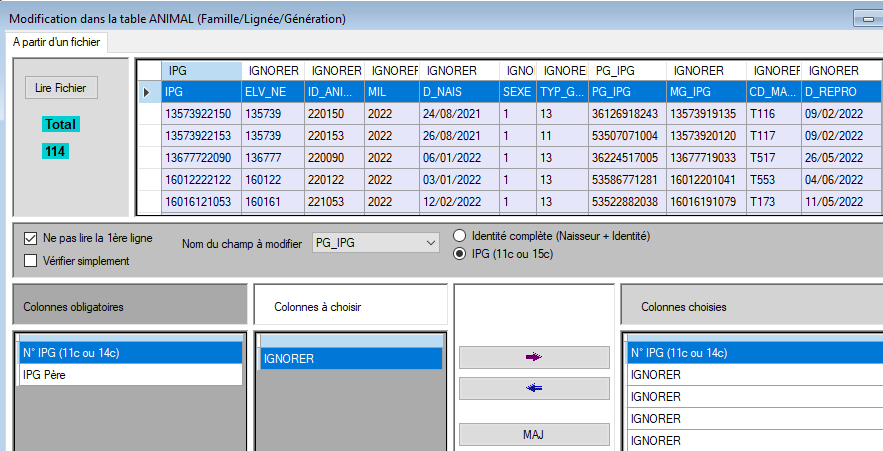 Modification dans la table ANIMAL (Famille/Lignée/Génération)
A partir d'un fichier
Lire Fichier
Total
114
IPG IGNORER IGNORER IGNORER IGNORER IGNO IGNORER PG_IPG IGNORER IGNORER IGNORER
IPG ELV_NE ID_ANI... MIL D_NAIS SEXE TYP_G... PG_IPG MG_IPG CD_MA... D_REPRO
13573922150 135739 220150 2022 24/08/2021 1 13 36126918243 13573919135 T116 09/02/2022
13573922153 135739 220153 2022 26/08/2021 1 11 53507071004 13573920120 T117 09/02/2022
13677722090 136777 220090 2022 06/01/2022 1 13 36224517005 13677719033 T517 26/05/2022
16012222122 160122 220122 2022 03/01/2022 1 13 53586771281 16012201041 T553 04/06/2022
16016121053 160161 221053 2022 12/02/2022 1 13 53522882038 16016191079 T173 11/05/2022
Ne pas lire la 1ère ligne
Vérifier simplement
Nom du champ à modifier PG_IPG
Identité complète (Naisseur + Identité)
IPG (11c ou 15c)
Colonnes obligatoires
N° IPG (11c ou 14c)
IPG Père
Colonnes à choisir
IGNORER
MAJ
Colonnes choisies
N° IPG (11c ou 14c)
IGNORER
IGNORER
IGNORER
IGNORER